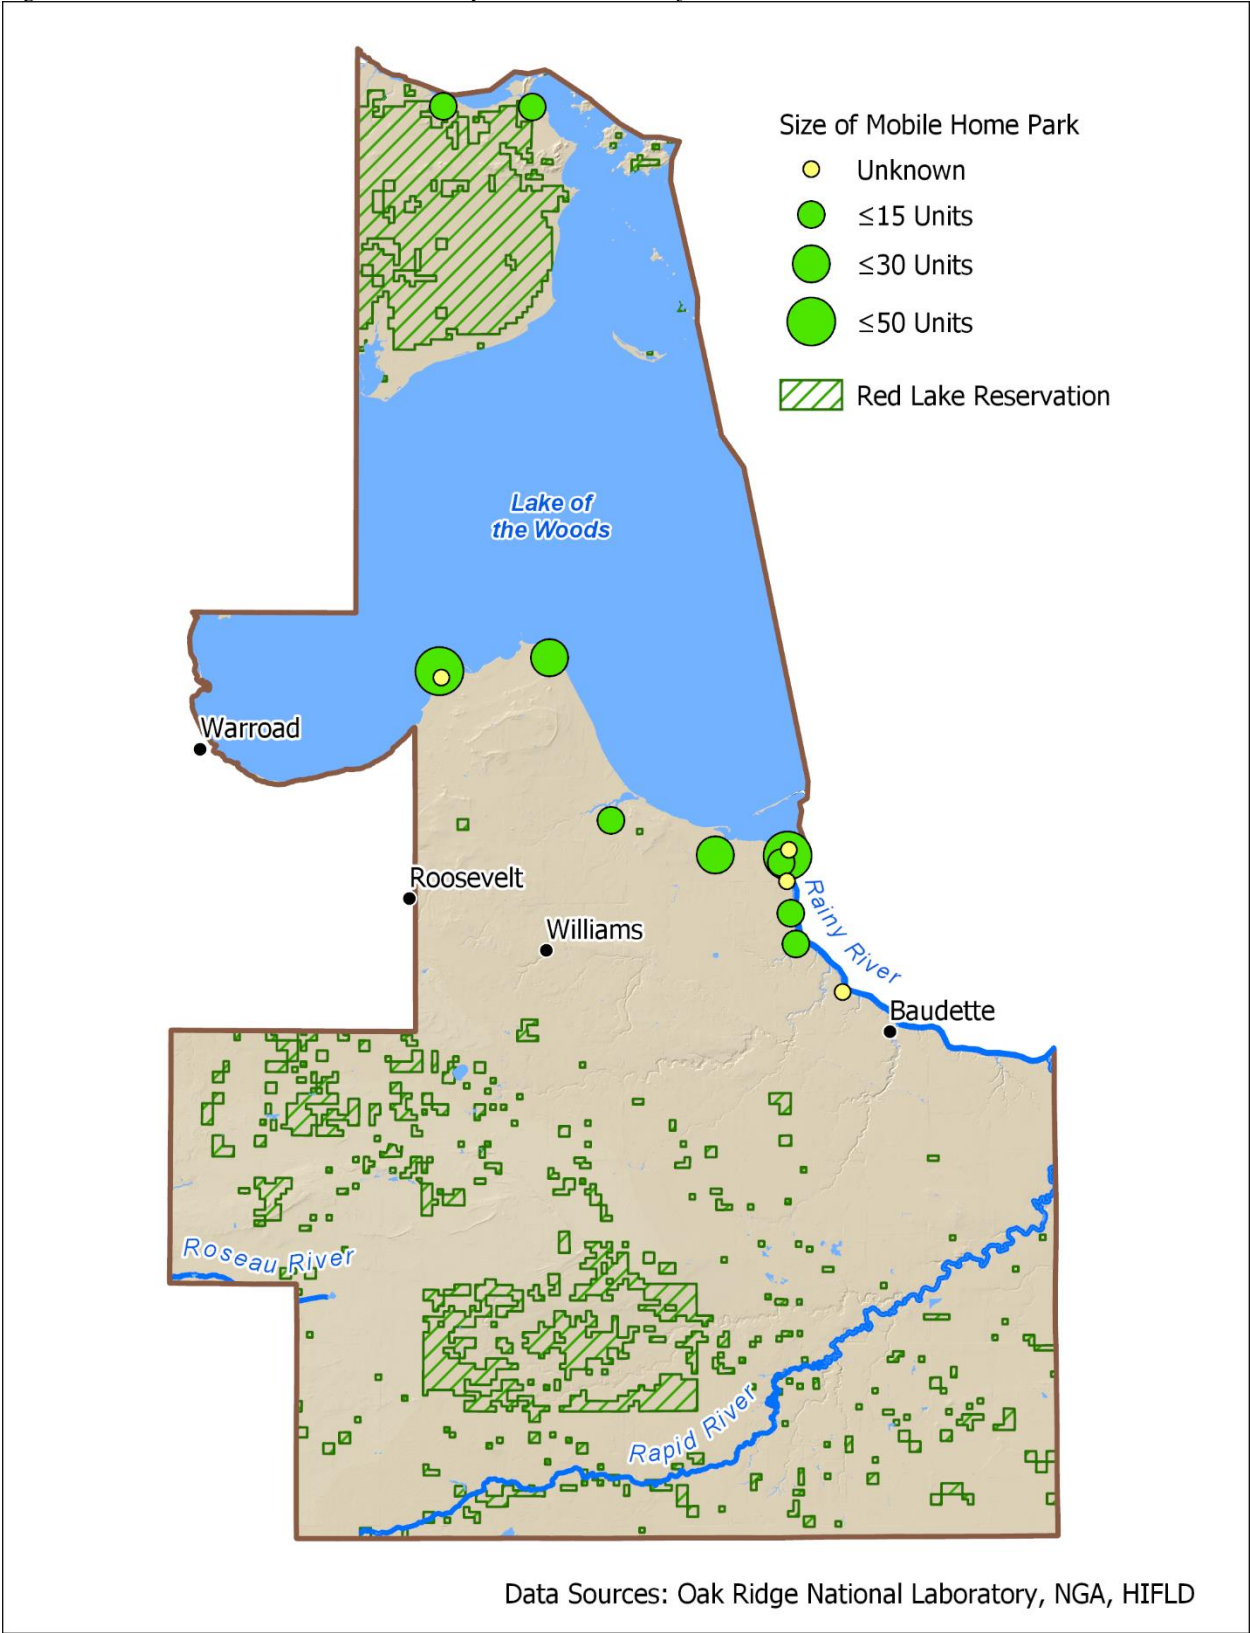 Size of Mobile Home Park
Unknown
≤15 Units
≤30 Units
≤50 Units
Red Lake Reservation
Lake of
the Woods
Warroad
Roosevelt
Williams
Rainy River
Baudette
Roseau River
Rapid River
Data Sources: Oak Ridge National Laboratory, NGA, HIFLD